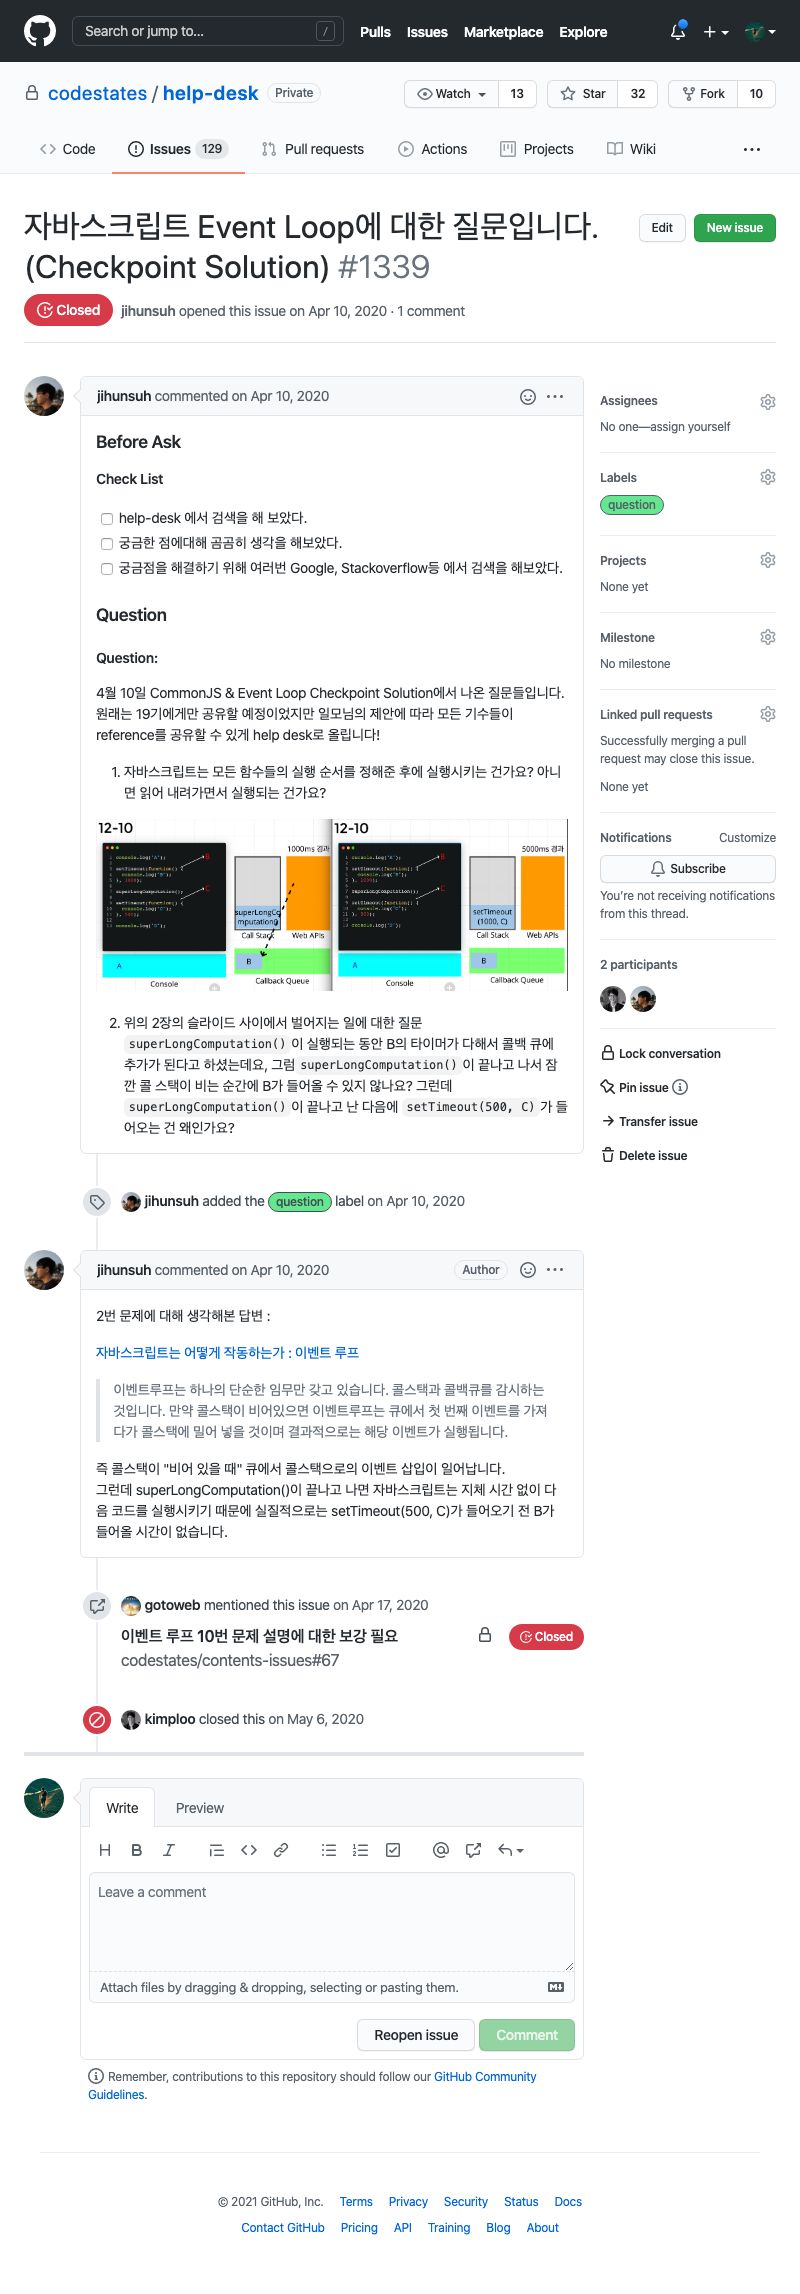 Search or jump to... /
Pulls Issues Marketplace Explore
codestates / help-desk Private
Watch 13 Star 32 Fork 10
Code Issues 129 Pull requests Actions Projects Wiki
자바스크립트 Event Loop에 대한 질문입니다.
(Checkpoint Solution) #1339
Edit New issue
Closed jihunsuh opened this issue on Apr 10, 2020 · 1 comment
jihunsuh commented on Apr 10, 2020
Before Ask
Check List
help-desk 에서 검색을 해 보았다.
궁금한 점에대해 곰곰히 생각을 해보았다.
궁금점을 해결하기 위해 여러번 Google, Stackoverflow등 에서 검색을 해보았다.
Question
Question:
4월 10일 CommonJS & Event Loop Checkpoint Solution에서 나온 질문들입니다.
원래는 19기에게만 공유할 예정이었지만 일모님의 제안에 따라 모든 기수들이
reference를 공유할 수 있게 help desk로 올립니다!
1. 자바스크립트는 모든 함수들의 실행 순서를 정해준 후에 실행시키는 건가요? 아니
면 읽어 내려가면서 실행되는 건가요?
12-10
1000ms 경과
console.log('A');
setTimeout(function() {
console.log('B');
}, 1000);
superLongComputation();
setTimeout(function() {
console.log('C');
}, 500);
console.log('D');
B
C
superLongCo
mputation()
Call Stack Web APIs
A
B
Console
Callback Queue
12-10
5000ms 경과
console.log('A');
setTimeout(function() {
console.log('B');
}, 1000);
superLongComputation();
setTimeout(function() {
console.log('C');
}, 500);
console.log('D');
B
C
setTimeout
(1000, C)
Call Stack Web APIs
A
B
Console
Callback Queue
2. 위의 2장의 슬라이드 사이에서 벌어지는 일에 대한 질문
superLongComputation() 이 실행되는 동안 B의 타이머가 다해서 콜백 큐에
추가가 된다고 하셨는데요, 그럼 superLongComputation() 이 끝나고 나서 잠
깐 콜 스택이 비는 순간에 B가 들어올 수 있지 않나요? 그런데
superLongComputation() 이 끝나고 난 다음에 setTimeout(500, C) 가 들
어오는 건 왜인가요?
jihunsuh added the question label on Apr 10, 2020
jihunsuh commented on Apr 10, 2020 Author
2번 문제에 대해 생각해본 답변 :
자바스크립트는 어떻게 작동하는가 : 이벤트 루프
이벤트루프는 하나의 단순한 임무만 갖고 있습니다. 콜스택과 콜백큐를 감시하는
것입니다. 만약 콜스택이 비어있으면 이벤트루프는 큐에서 첫 번째 이벤트를 가져
다가 콜스택에 밀어 넣을 것이며 결과적으로는 해당 이벤트가 실행됩니다.
즉 콜스택이 "비어 있을 때" 큐에서 콜스택으로의 이벤트 삽입이 일어납니다.
그런데 superLongComputation()이 끝나고 나면 자바스크립트는 지체 시간 없이 다
음 코드를 실행시키기 때문에 실질적으로는 setTimeout(500, C)가 들어오기 전 B가
들어올 시간이 없습니다.
gotoweb mentioned this issue on Apr 17, 2020
이벤트 루프 10번 문제 설명에 대한 보강 필요
Closed
codestates/contents-issues#67
kimploo closed this on May 6, 2020
Write Preview
Leave a comment
Attach files by dragging & dropping, selecting or pasting them.
Reopen issue Comment
Remember, contributions to this repository should follow our GitHub Community
Guidelines.
Assignees
No one—assign yourself
Labels
question
Projects
None yet
Milestone
No milestone
Linked pull requests
Successfully merging a pull
request may close this issue.
None yet
Notifications Customize
Subscribe
You're not receiving notifications
from this thread.
2 participants
Lock conversation
Pin issue
Transfer issue
Delete issue
© 2021 GitHub, Inc. Terms Privacy Security Status Docs
Contact GitHub Pricing API Training Blog About